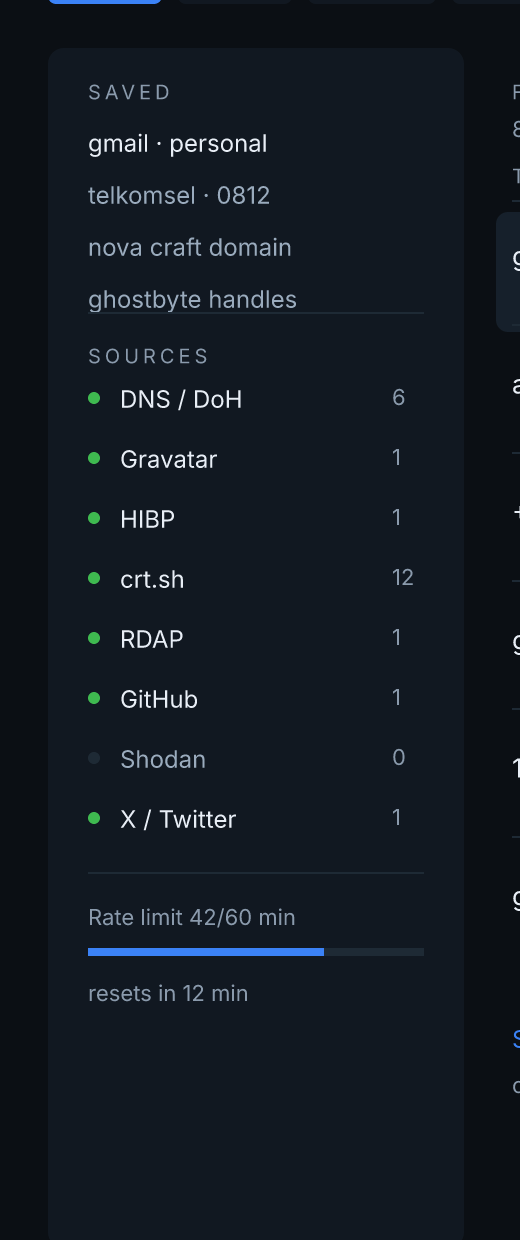 SAVED
gmail · personal
telkomsel · 0812
nova craft domain
ghostbyte handles
SOURCES
DNS / DoH 6
Gravatar 1
HIBP 1
crt.sh 12
RDAP 1
GitHub 1
Shodan 0
X / Twitter 1
Rate limit 42/60 min
resets in 12 min